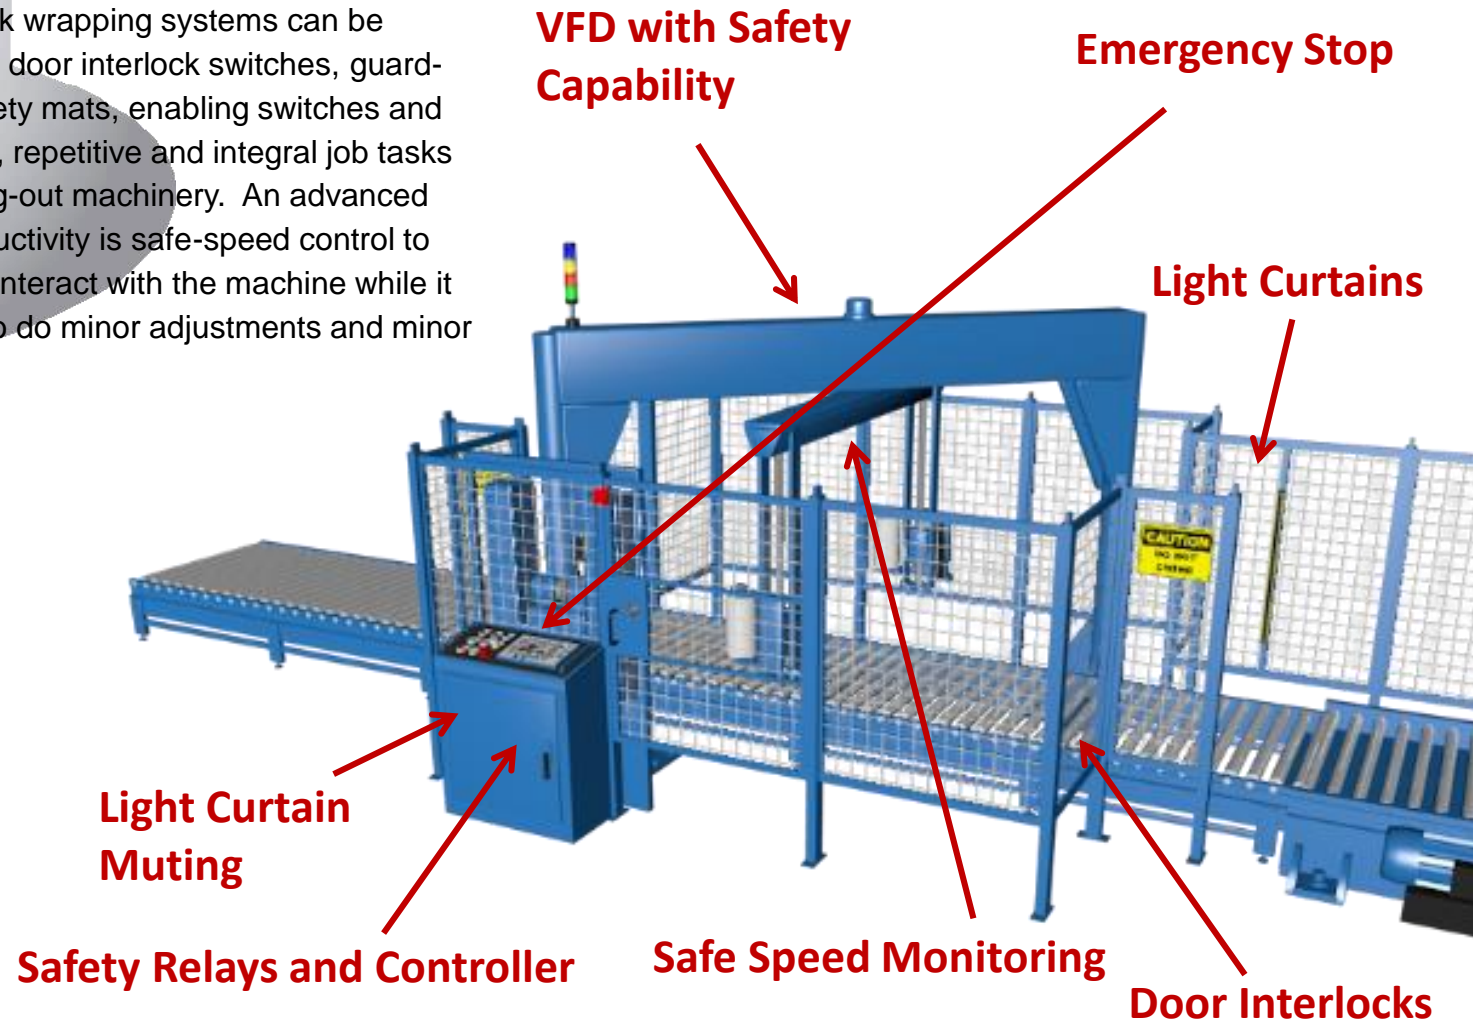 k wrapping systems can be
door interlock switches, guard-
ety mats, enabling switches and
, repetitive and integral job tasks
g-out machinery.  An advanced
uctivity is safe-speed control to
nteract with the machine while it
o do minor adjustments and minor
VFD with Safety
Capability
Emergency Stop
Light Curtains
CAUTION
DO NOT
Light Curtain
Muting
Safety Relays and Controller
Safe Speed Monitoring
Door Interlocks